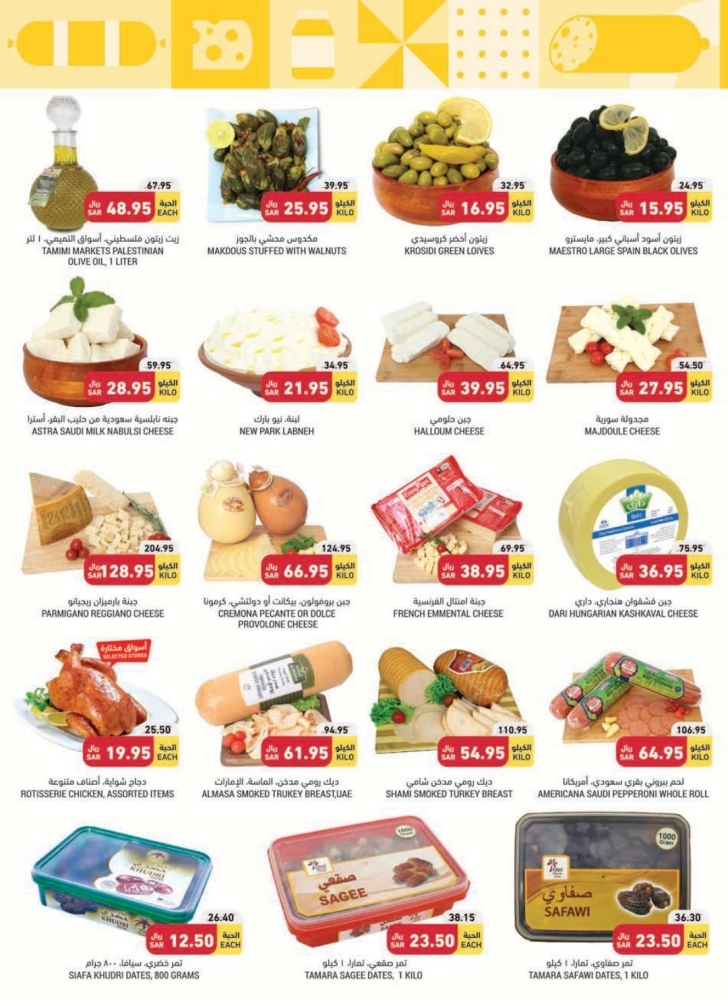 67.95
ريال SAR 48.95 الحبة EACH
زيت زيتون فلسطيني، أسواق التميمي، ١ لتر
TAMIMI MARKETS PALESTINIAN
OLIVE OIL, 1 LITER
39.95
ريال SAR 25.95 الكيلو KILO
مكدوس محشي بالجوز
MAKDOUS STUFFED WITH WALNUTS
32.95
ريال SAR 16.95 الكيلو KILO
زيتون أخضر كروسيدي
KROSIDI GREEN LOIVES
24.95
ريال SAR 15.95 الكيلو KILO
زيتون أسود أسباني كبير، مايسترو
MAESTRO LARGE SPAIN BLACK OLIVES
59.95
ريال SAR 28.95 الكيلو KILO
جبنه نابلسية سعودية من حليب البقر، أسترا
ASTRA SAUDI MILK NABULSI CHEESE
34.95
ريال SAR 21.95 الكيلو KILO
لبنة، نيو بارك
NEW PARK LABNEH
64.95
ريال SAR 39.95 الكيلو KILO
جبن حلومي
HALLOUM CHEESE
54.50
ريال SAR 27.95 الكيلو KILO
مجدولة سورية
MAJDOULE CHEESE
204.95
ريال SAR 128.95 الكيلو KILO
جبنة بارميزان ريجيانو
PARMIGANO REGGIANO CHEESE
124.95
ريال SAR 66.95 الكيلو KILO
جبن بروفولون، بيكانت أو دولتشي، كرمونا
CREMONA PECANTE OR DOLCE
PROVOLONE CHEESE
69.95
ريال SAR 38.95 الكيلو KILO
جبنة امنتال الفرنسية
FRENCH EMMENTAL CHEESE
75.95
ريال SAR 36.95 الكيلو KILO
جبن قشقوان هنجاري، داري
DARI HUNGARIAN KASHKAVAL CHEESE
أسواق مختارة
SELECTED STORES
25.50
ريال SAR 19.95 الحبة EACH
دجاج شواية، أصناف متنوعة
ROTISSERIE CHICKEN, ASSORTED ITEMS
94.95
ريال SAR 61.95 الكيلو KILO
ديك رومي مدخن، الماسة، الإمارات
ALMASA SMOKED TRUKEY BREAST,UAE
110.95
ريال SAR 54.95 الكيلو KILO
ديك رومي مدخن شامي
SHAMI SMOKED TURKEY BREAST
106.95
ريال SAR 64.95 الكيلو KILO
لحم ببروني بقري سعودي، أمريكانا
AMERICANA SAUDI PEPPERONI WHOLE ROLL
KHUDRI
26.40
ريال SAR 12.50 الحبة EACH
تمر خضري، سيافا، ٨٠٠ جرام
SIAFA KHUDRI DATES, 800 GRAMS
صقعي
SAGEE
38.15
ريال SAR 23.50 الحبة EACH
تمر صقعي، تمارا، ١ كيلو
TAMARA SAGEE DATES, 1 KILO
1000 Gram
صفاوي
SAFAWI
36.30
ريال SAR 23.50 الحبة EACH
تمر صفاوي، تمارا، ١ كيلو
TAMARA SAFAWI DATES, 1 KILO